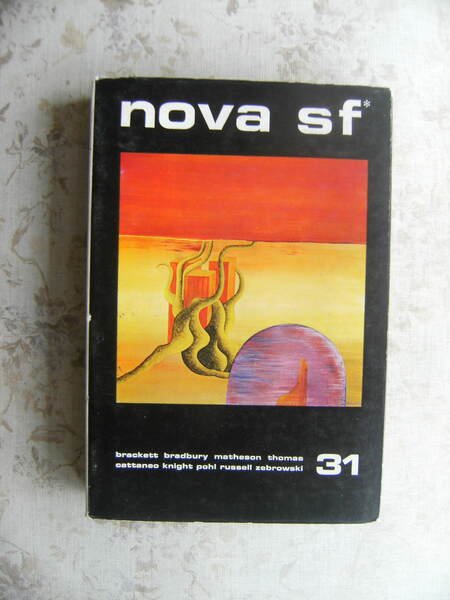 nova sf*
brackett bradbury matheson thomas
cattaneo knight pohl russell zebrowski
31